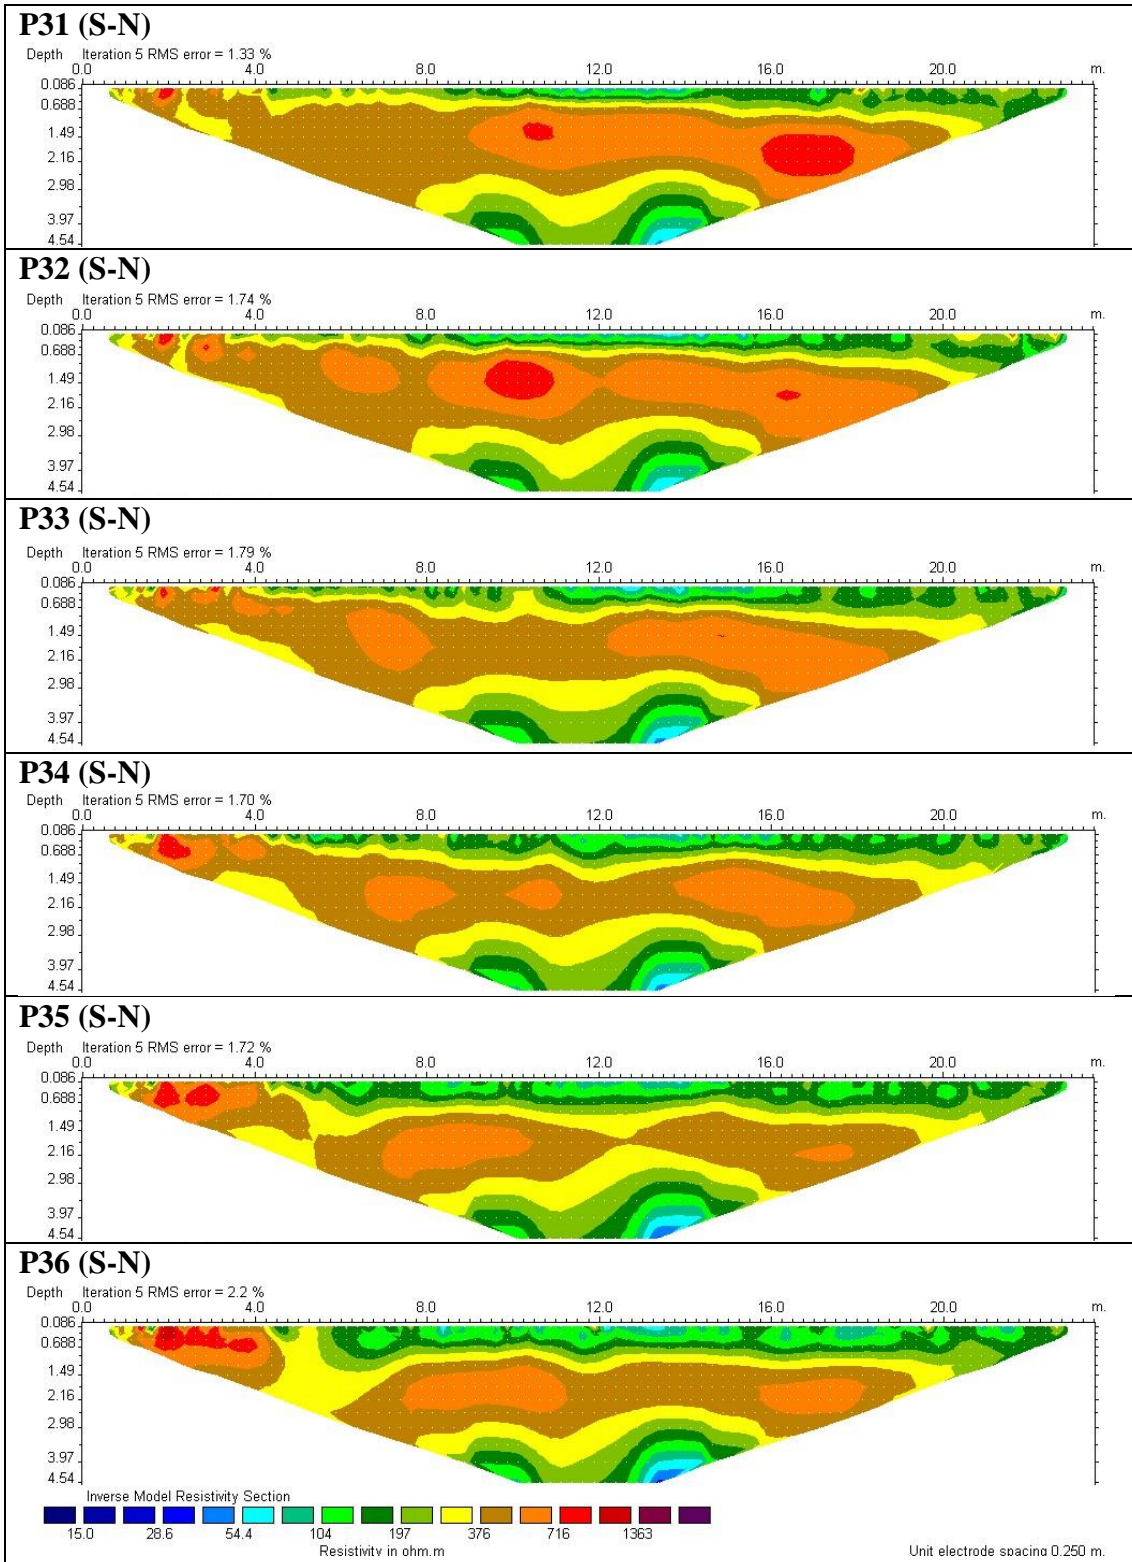 P31 (S-N)
Depth Iteration 5 RMS error = 1.33 %
0.0 4.0 8.0 12.0 16.0 20.0 m.
0.086
0.688
1.49
2.16
2.98
3.97
4.54
P32 (S-N)
Depth Iteration 5 RMS error = 1.74 %
0.0 4.0 8.0 12.0 16.0 20.0 m.
0.086
0.688
1.49
2.16
2.98
3.97
4.54
P33 (S-N)
Depth Iteration 5 RMS error = 1.79 %
0.0 4.0 8.0 12.0 16.0 20.0 m.
0.086
0.688
1.49
2.16
2.98
3.97
4.54
P34 (S-N)
Depth Iteration 5 RMS error = 1.70 %
0.0 4.0 8.0 12.0 16.0 20.0 m.
0.086
0.688
1.49
2.16
2.98
3.97
4.54
P35 (S-N)
Depth Iteration 5 RMS error = 1.72 %
0.0 4.0 8.0 12.0 16.0 20.0 m.
0.086
0.688
1.49
2.16
2.98
3.97
4.54
P36 (S-N)
Depth Iteration 5 RMS error = 2.2 %
0.0 4.0 8.0 12.0 16.0 20.0 m.
0.086
0.688
1.49
2.16
2.98
3.97
4.54
Inverse Model Resistivity Section
15.0 28.6 54.4 104 197 376 716 1363
Resistivity in ohm.m Unit electrode spacing 0.250 m.